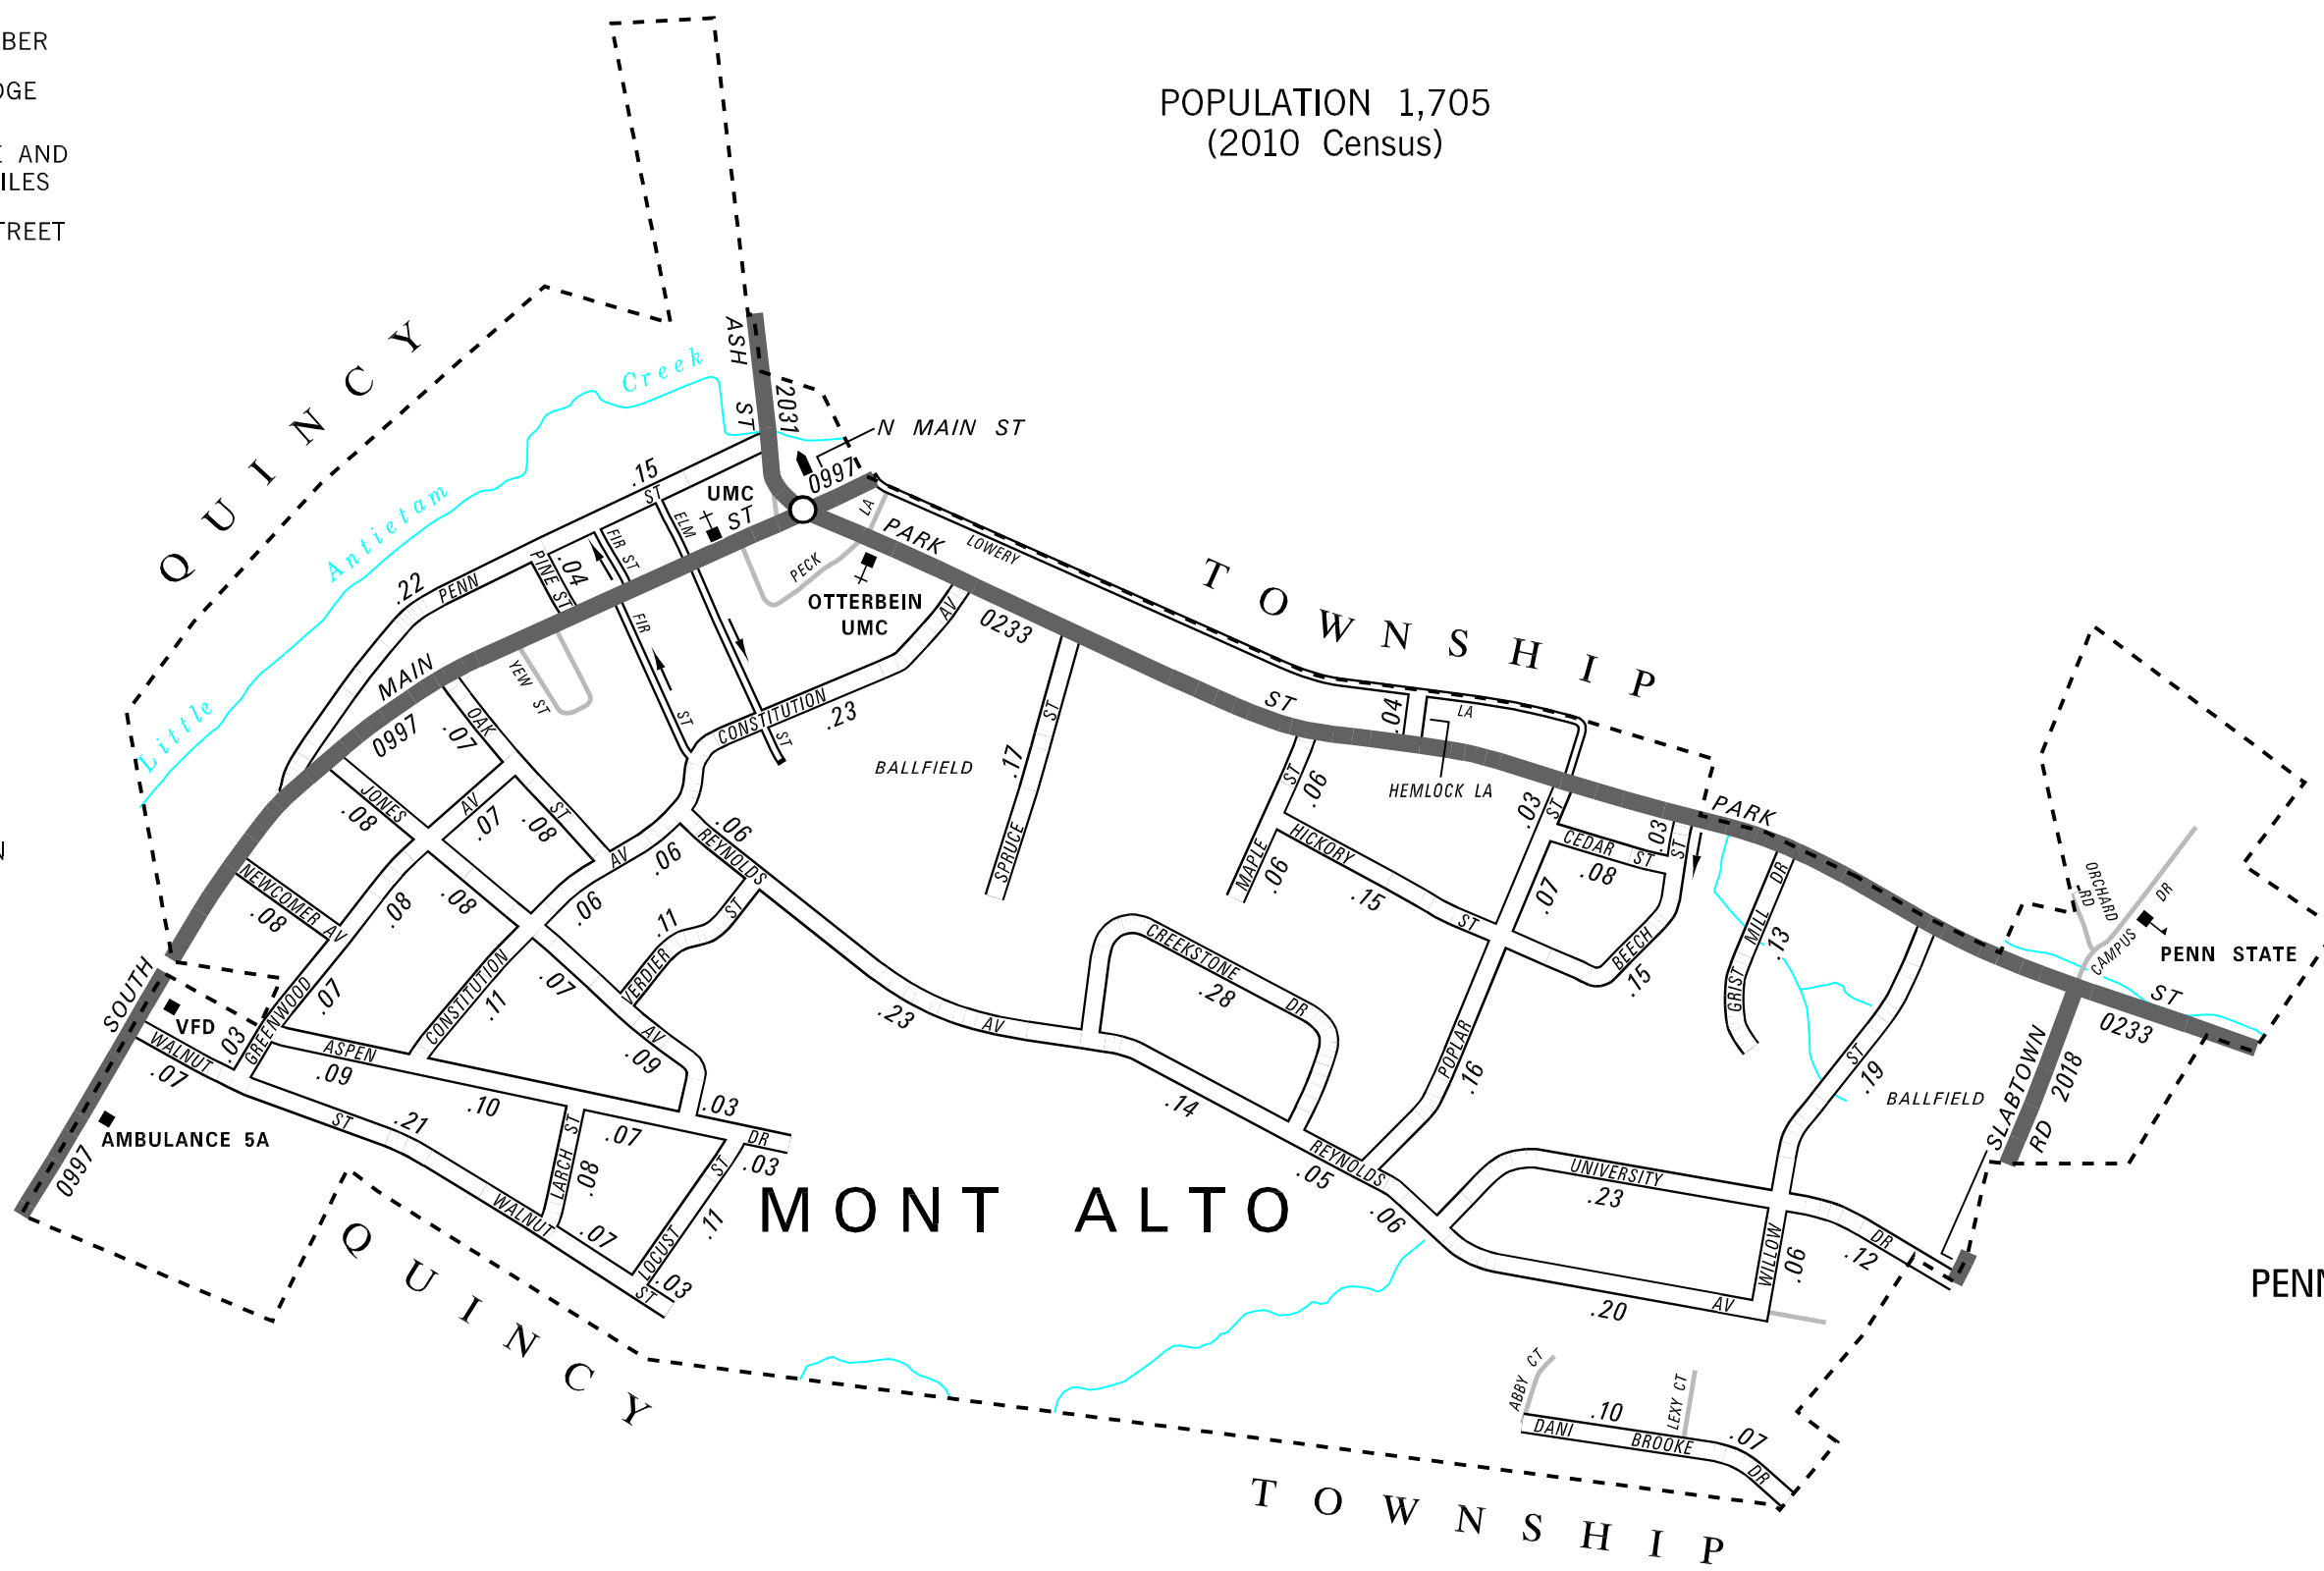 BER
DGE
E AND
ILES
TREET
N
POPULATION 1,705
(2010 Census)
QUINCY
TOWNSHIP
Little Antietam Creek
ASH ST
2031
N MAIN ST
0997
.15
.22
PENN ST
UMC
ELM ST
FIR ST
FIR ST
PINE ST
.04
MAIN ST
0997
PECK LA
OTTERBEIN
UMC
PARK ST
LOWERY LA
0233
YEW ST
OAK ST
.07
.08
JONES AV
.08
.08
.07
.07
.09
CONSTITUTION AV
.23
.06
.06
.11
AV
.07
BALLFIELD
SPRUCE ST
.17
REYNOLDS AV
.06
.23
.14
VERDIER ST
.11
NEWCOMER AV
.08
GREENWOOD
.08
.07
.03
CONSTITUTION
SOUTH
VFD
WALNUT ST
.07
.21
AMBULANCE 5A
0997
ASPEN DR
.09
.10
.07
.03
.03
LARCH ST
.08
WALNUT ST
.07
.03
LOCUST ST
.11
MONT ALTO
MAPLE ST
.06
.06
HICKORY ST
.15
.04
HEMLOCK LA
.03
ST
CEDAR ST
.08
.03
.07
BEECH ST
.15
POPLAR
.16
CREEKSTONE DR
.28
REYNOLDS AV
.05
.06
.20
PARK ST
GRIST MILL DR
.13
WILLOW ST
.19
.06
BALLFIELD
UNIVERSITY DR
.23
.12
ORCHARD RD
CAMPUS DR
PENN STATE
0233
SLABTOWN RD
2018
PENN
ABBY CT
LEXY CT
DANI BROOKE DR
.10
.07
QUINCY
TOWNSHIP